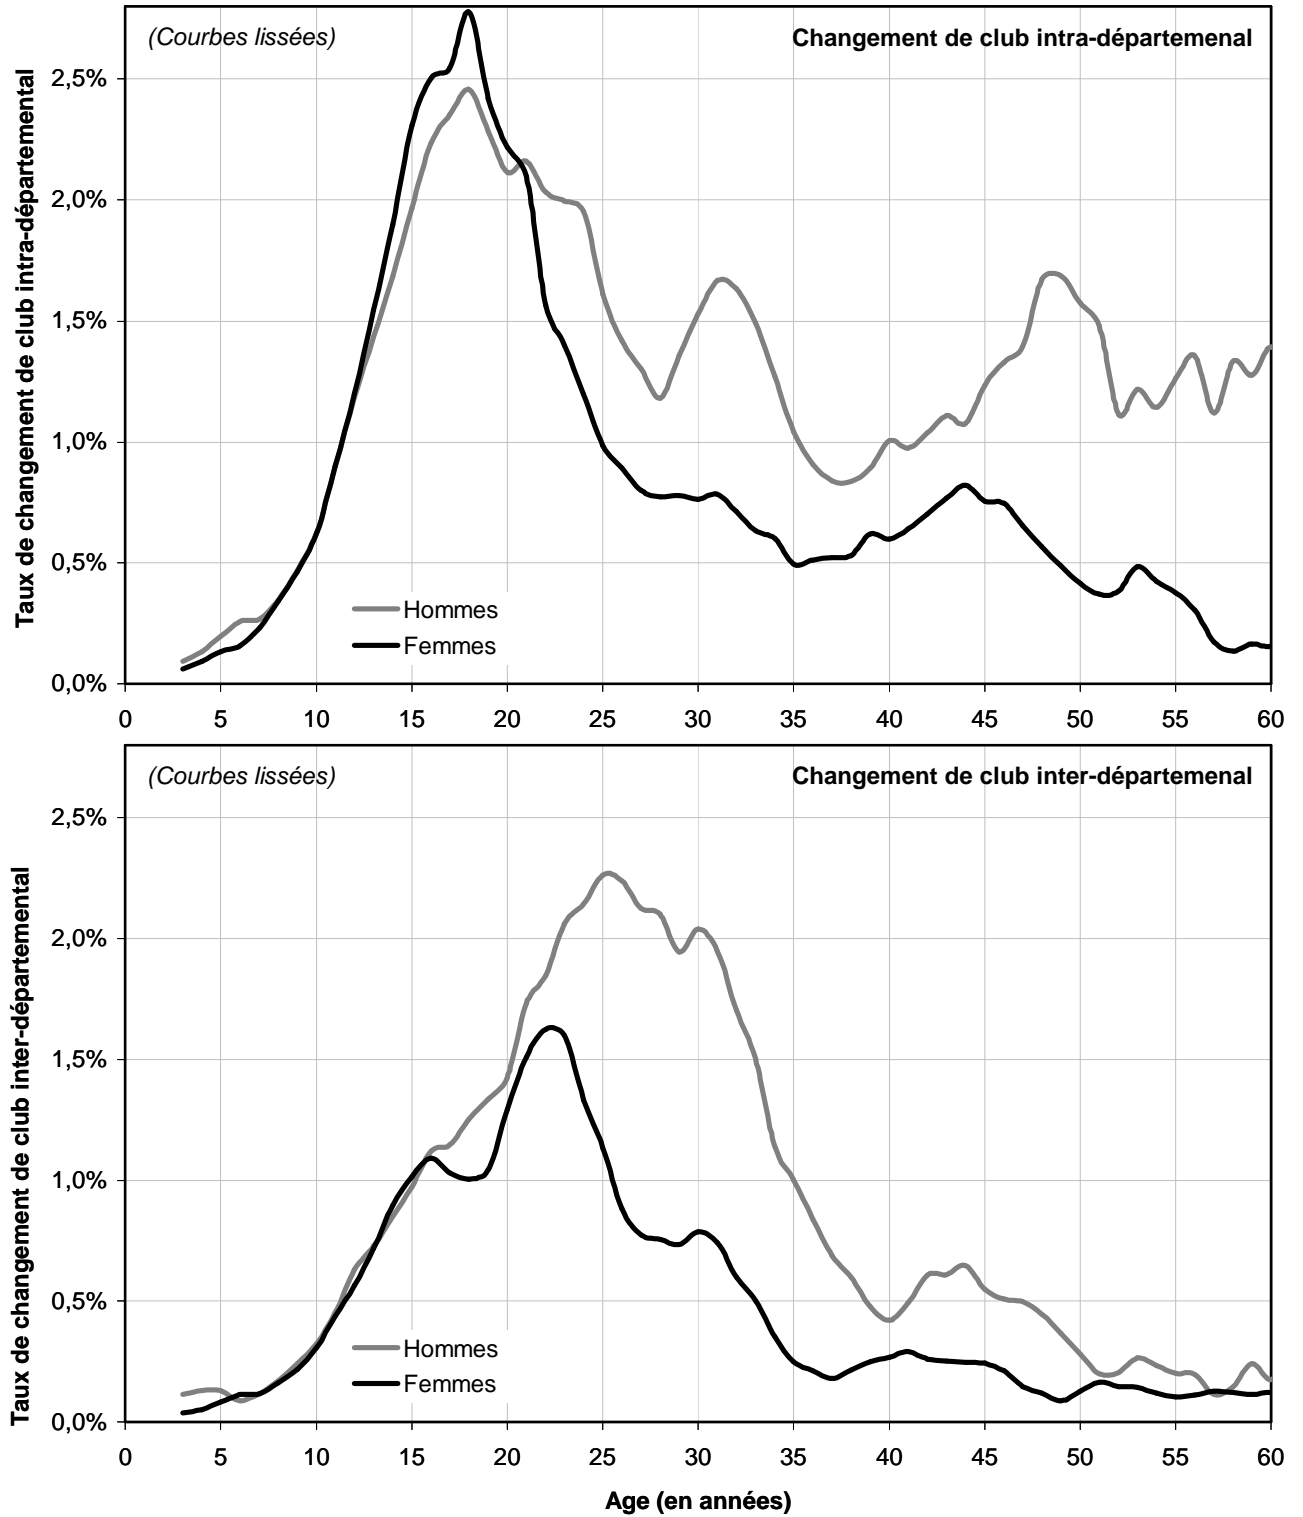 (Courbes lissées)
Changement de club intra-départemenal
Taux de changement de club intra-départemental
2,5%
2,0%
1,5%
1,0%
0,5%
0,0%
Hommes
Femmes
0 5 10 15 20 25 30 35 40 45 50 55 60
(Courbes lissées)
Changement de club inter-départemenal
Taux de changement de club inter-départemental
2,5%
2,0%
1,5%
1,0%
0,5%
0,0%
Hommes
Femmes
0 5 10 15 20 25 30 35 40 45 50 55 60
Age (en années)